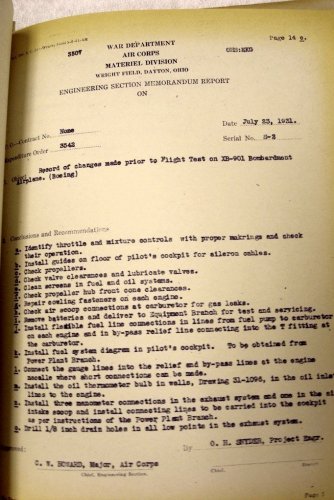 Page 14 2.
350Y
WAR DEPARTMENT
AIR CORPS
MATERIEL DIVISION
WRIGHT FIELD, DAYTON, OHIO
ENGINEERING SECTION MEMORANDUM REPORT
ON
Contract No. None
Expenditure Order 3542
Date July 23, 1931.
Serial No.
Record of changes made prior to Flight Test on XB-901 Bombardment
Airplane. (Boeing)
Conclusions and Recommendations
Identify throttle and mixture controls with proper makrings and check
their operation.
Install guides on floor of pilot's cockpit for aileron cables.
Check propellers.
Check valve clearances and lubricate valves.
Clean screens in fuel and oil systems.
Check propeller hub front cone clearances.
Repair cowling fasteners on each engine.
Check air scoop connections at carburetor for gas leaks.
Remove batteries and deliver to Equipment Branch for test and servicing.
Install flexible fuel line connections in lines from fuel pump to carburetor
on each engine and in by-pass relief line connecting into the T fitting at
the carburetor.
Install fuel system diagram in pilot's cockpit. To be obtained from
Power Plant Branch.
Connect the gauge lines into the relief and by-pass lines at the engine
nacelle where short connections can be made.
Install the oil thermometer bulb in wells, Drawing 31-1096, in the oil inlet
lines to the engine.
Install three manometer connections in the exhaust system and one in the air
intake scoop and install connecting lines to be carried into the cockpit
as per instructions of the Power Plant Branch.
Drill 1/8 inch drain holes in all low points in the exhaust system.
By O. R. SNYDER, Project Engr.
C. W. HOWARD, Major, Air Corps
Chief, Engineering Section.
Chief.